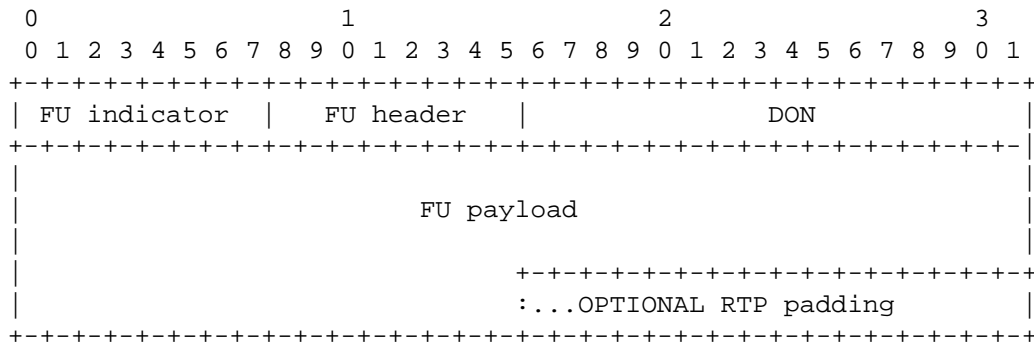 0                   1                   2                   3
 0 1 2 3 4 5 6 7 8 9 0 1 2 3 4 5 6 7 8 9 0 1 2 3 4 5 6 7 8 9 0 1
+-+-+-+-+-+-+-+-+-+-+-+-+-+-+-+-+-+-+-+-+-+-+-+-+-+-+-+-+-+-+-+-+
| FU indicator  |   FU header   |               DON             |
+-+-+-+-+-+-+-+-+-+-+-+-+-+-+-+-+-+-+-+-+-+-+-+-+-+-+-+-+-+-+-+-|
|                                                               |
|                         FU payload                            |
|                                                               |
|                               +-+-+-+-+-+-+-+-+-+-+-+-+-+-+-+-+
|                               :...OPTIONAL RTP padding        |
+-+-+-+-+-+-+-+-+-+-+-+-+-+-+-+-+-+-+-+-+-+-+-+-+-+-+-+-+-+-+-+-+